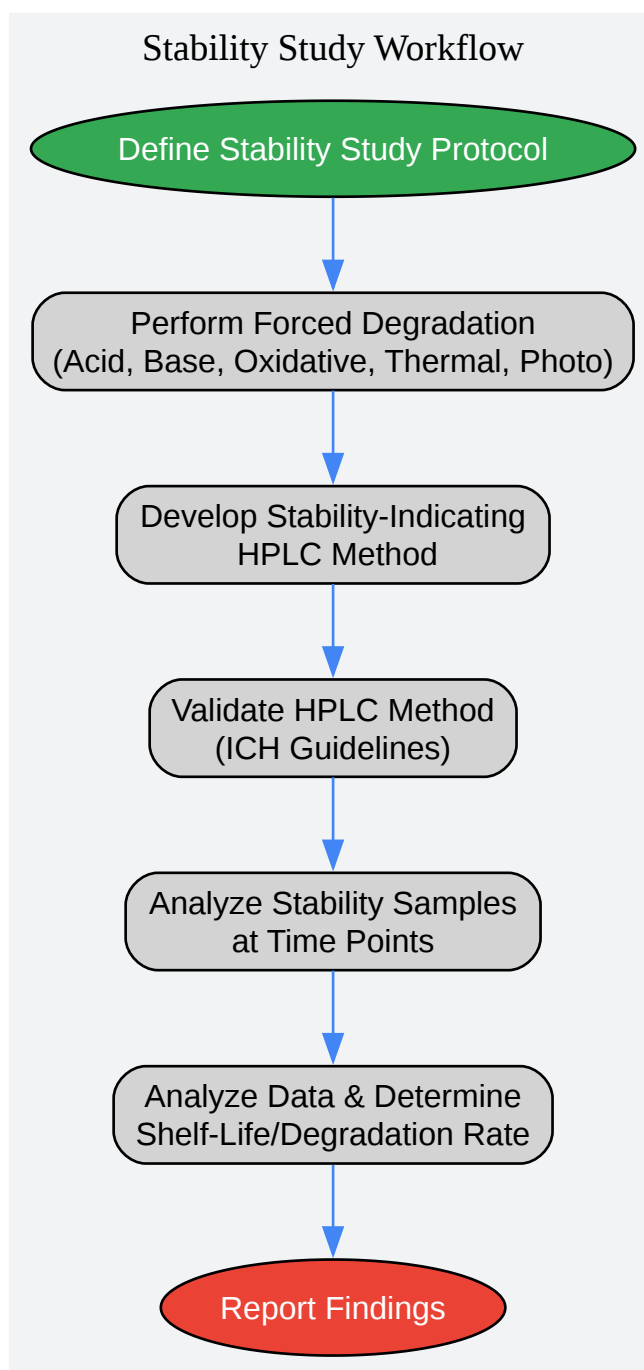 Stability Study Workflow
Define Stability Study Protocol
Perform Forced Degradation
(Acid, Base, Oxidative, Thermal, Photo)
Develop Stability-Indicating
HPLC Method
Validate HPLC Method
(ICH Guidelines)
Analyze Stability Samples
at Time Points
Analyze Data & Determine
Shelf-Life/Degradation Rate
Report Findings